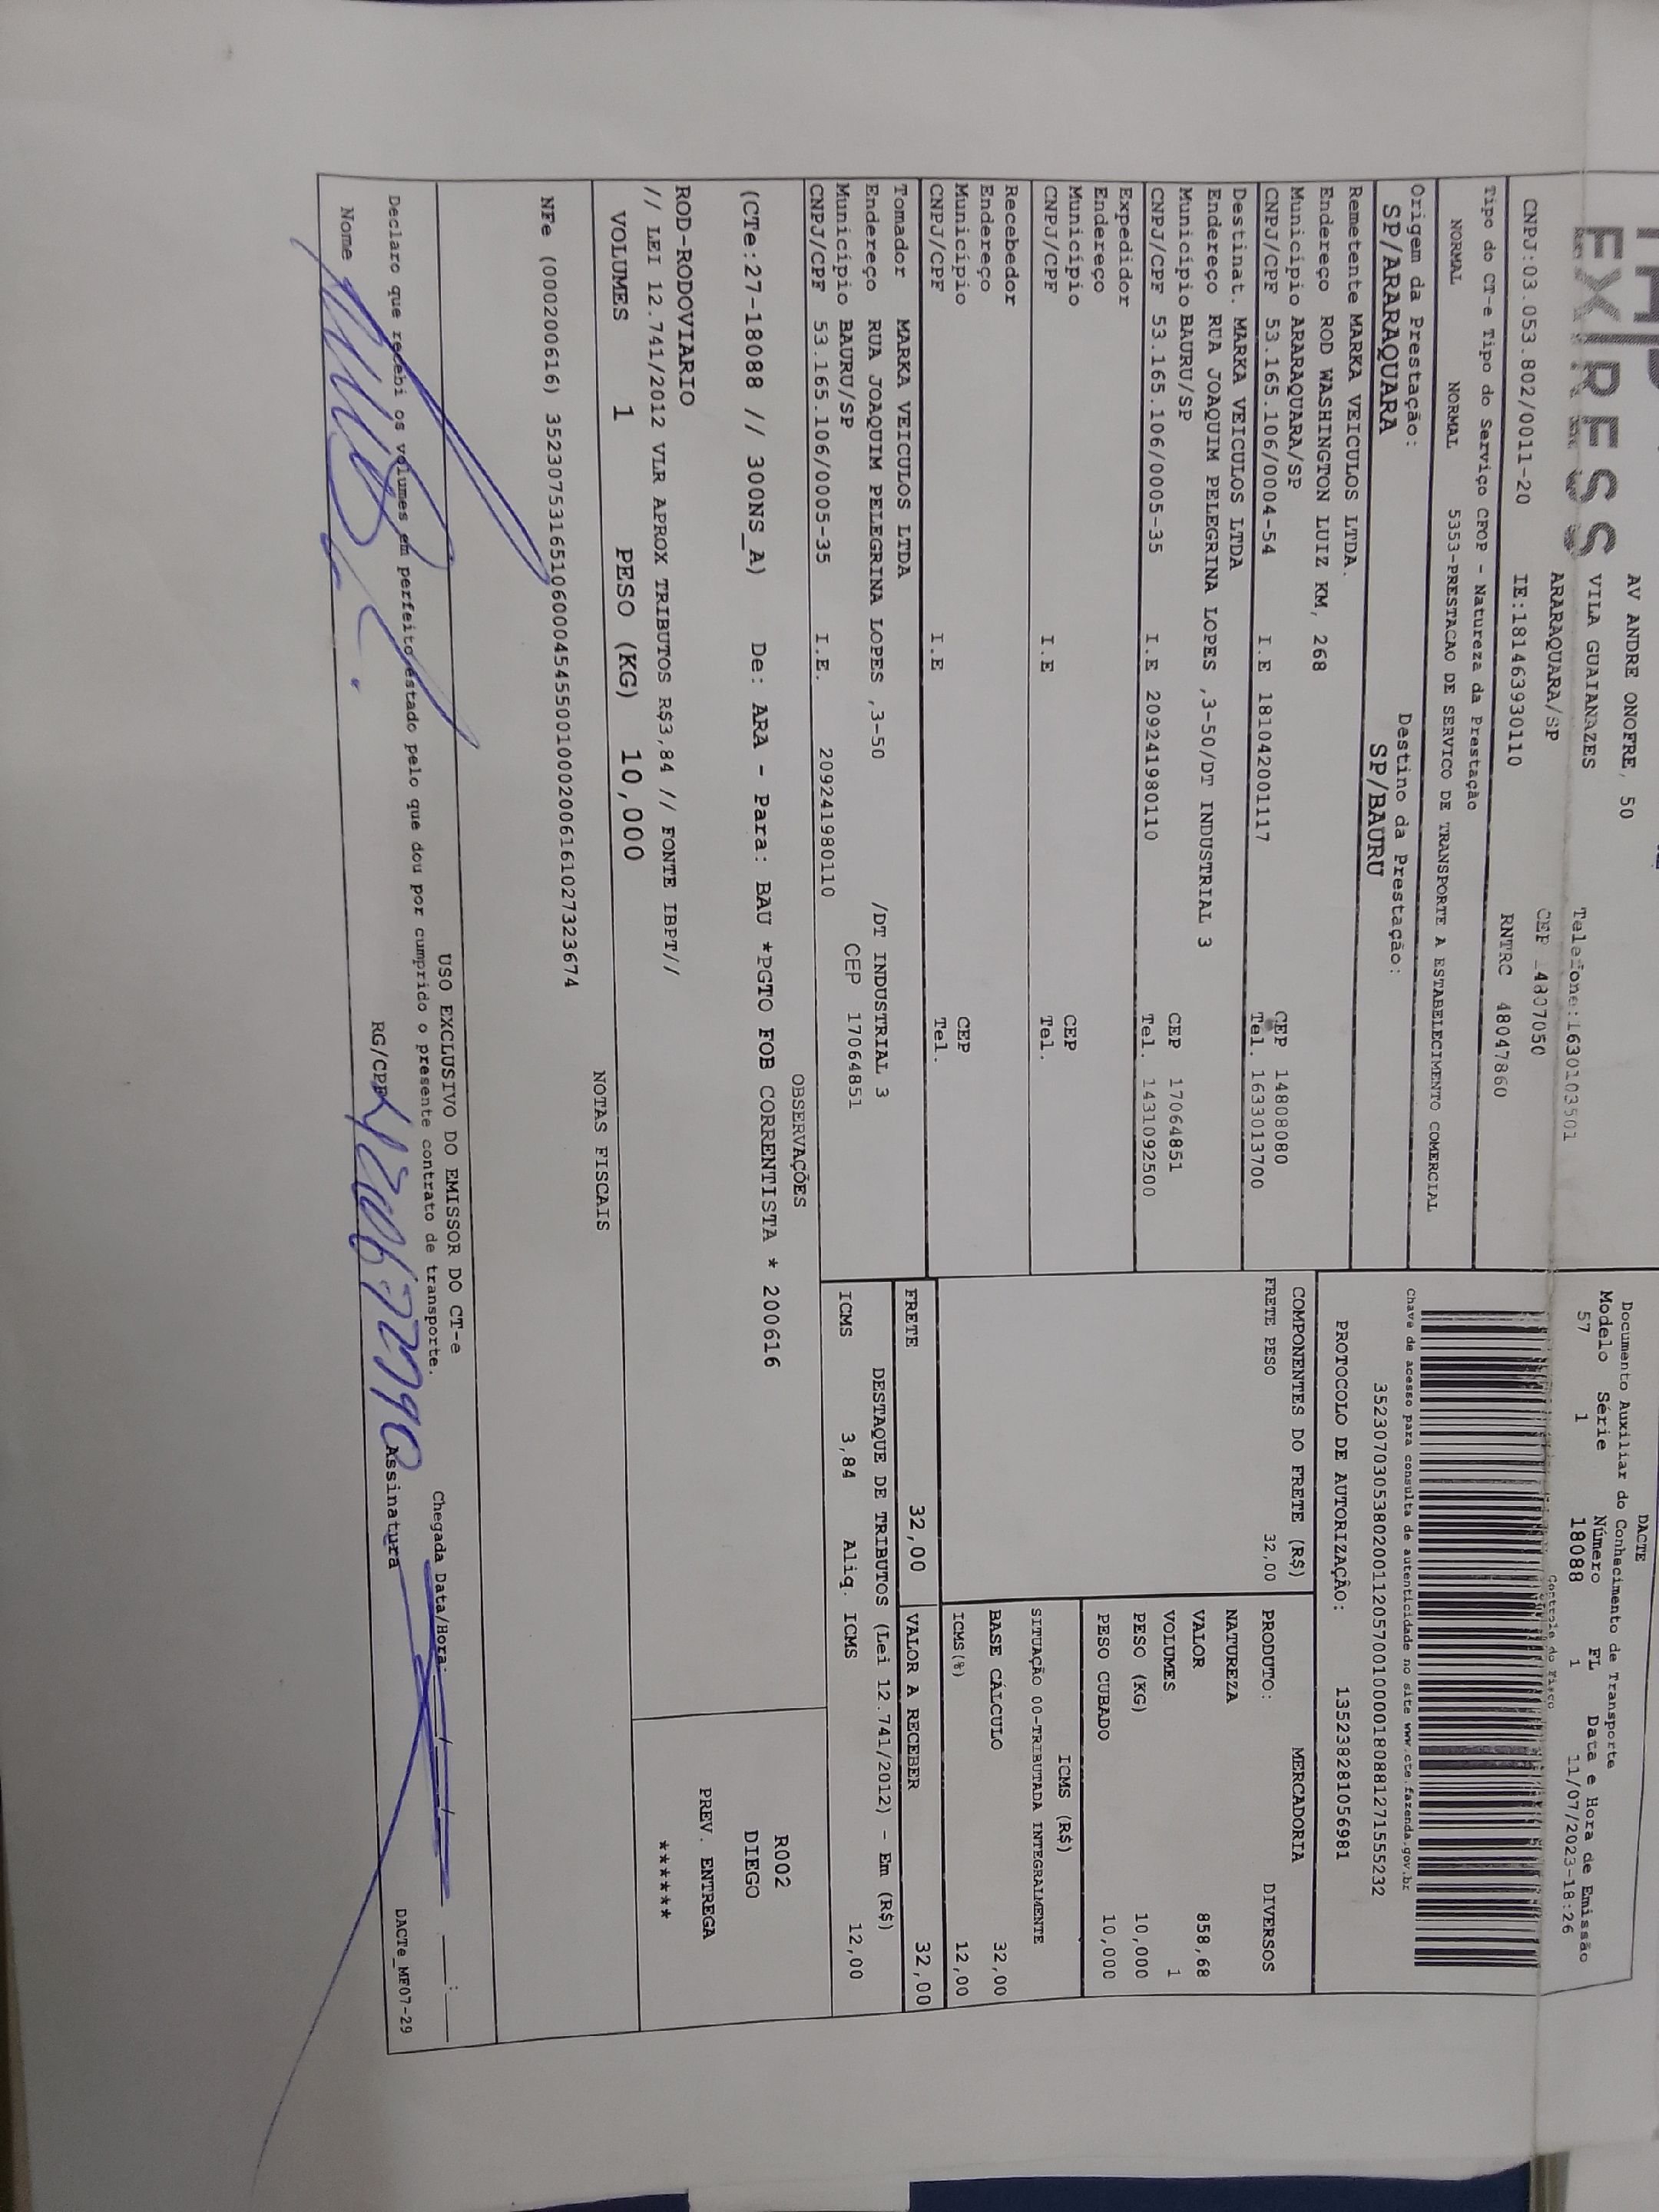 EXPRESS
AV ANDRE ONOFRE, 50
VILA GUAIANAZES
ARARAQUARA/SP
Telefone:1630103501
CEP 14807050
CNPJ:03.053.802/0011-20 IE:181463930110 RNTRC 48047860
DACTE
Documento Auxiliar do Conhecimento de Transporte
Modelo Série Número FL Data e Hora de Emissão
57 1 18088 1 11/07/2023-18:26
Controle do Fisco
Chave de acesso para consulta de autenticidade no site www.cte.fazenda.gov.br
35230703053802001120570010000180881271555232
PROTOCOLO DE AUTORIZAÇÃO: 135238281056981
Tipo do CT-e Tipo do Serviço CFOP - Natureza da Prestação
NORMAL NORMAL 5353-PRESTACAO DE SERVICO DE TRANSPORTE A ESTABELECIMENTO COMERCIAL
Origem da Prestação: Destino da Prestação:
SP/ARARAQUARA SP/BAURU
Remetente MARKA VEICULOS LTDA.
Endereço ROD WASHINGTON LUIZ KM, 268
Município ARARAQUARA/SP CEP 14808080
CNPJ/CPF 53.165.106/0004-54 I.E 181042001117 Tel. 1633013700
Destinat. MARKA VEICULOS LTDA
Endereço RUA JOAQUIM PELEGRINA LOPES ,3-50/DT INDUSTRIAL 3
Município BAURU/SP CEP 17064851
CNPJ/CPF 53.165.106/0005-35 I.E 209241980110 Tel. 1431092500
Expedidor
Endereço
Município CEP
CNPJ/CPF I.E Tel.
Recebedor
Endereço
Município CEP
CNPJ/CPF I.E Tel.
Tomador MARKA VEICULOS LTDA
Endereço RUA JOAQUIM PELEGRINA LOPES ,3-50 /DT INDUSTRIAL 3
Município BAURU/SP CEP 17064851
CNPJ/CPF 53.165.106/0005-35 I.E. 209241980110
COMPONENTES DO FRETE (R$)
FRETE PESO 32,00
MERCADORIA
PRODUTO: DIVERSOS
NATUREZA
VALOR 858,68
VOLUMES 1
PESO (KG) 10,000
PESO CUBADO 10,000
ICMS (R$)
SITUAÇÃO 00-TRIBUTADA INTEGRALMENTE
BASE CÁLCULO 32,00
ICMS(%) 12,00
FRETE 32,00 VALOR A RECEBER 32,00
DESTAQUE DE TRIBUTOS (Lei 12.741/2012) - Em (R$)
ICMS 3,84 Aliq. ICMS 12,00
OBSERVAÇÕES
(CTe:27-18088 // 300NS_A) De: ARA - Para: BAU *PGTO FOB CORRENTISTA * 200616
ROD-RODOVIARIO
// LEI 12.741/2012 VLR APROX TRIBUTOS R$3,84 // FONTE IBPT//
R002
DIEGO
PREV. ENTREGA
******
VOLUMES 1 PESO (KG) 10,000
NOTAS FISCAIS
NFe (000200616) 35230753165106000454550010002006161027323674
USO EXCLUSIVO DO EMISSOR DO CT-e
Declaro que recebi os volumes em perfeito estado pelo que dou por cumprido o presente contrato de transporte.
Chegada Data/Hora: / / :
Nome RG/CPF Assinatura
DACTe_MF07-29